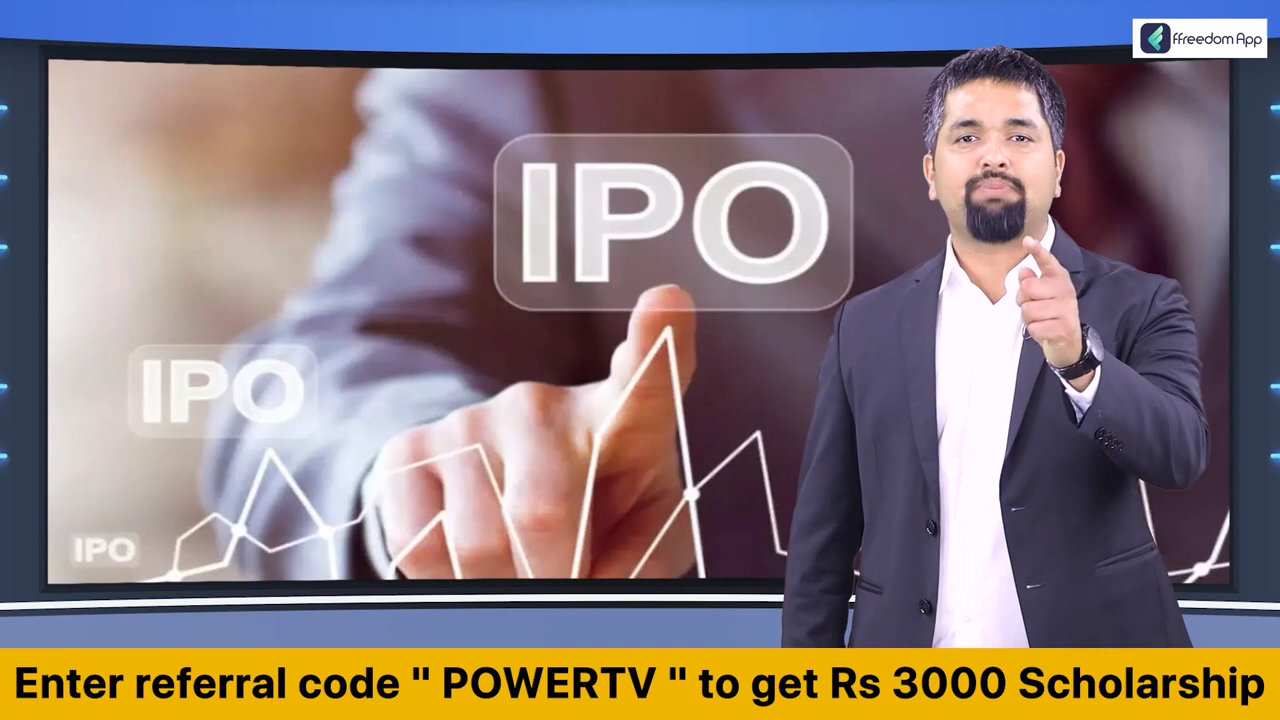 ffreedom App
IPO
IPO
IPO
Enter referral code " POWERTV " to get Rs 3000 Scholarship